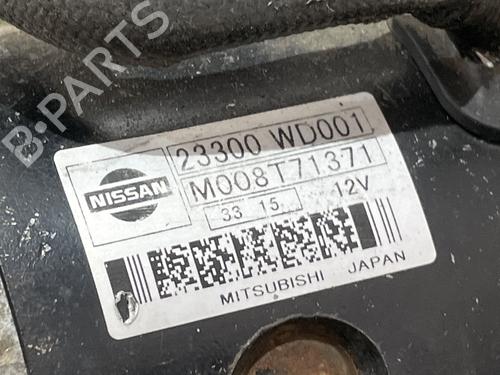 B-PARTS
23300 WD001
NISSAN
M008T71371
33 15 12V
MITSUBISHI JAPAN